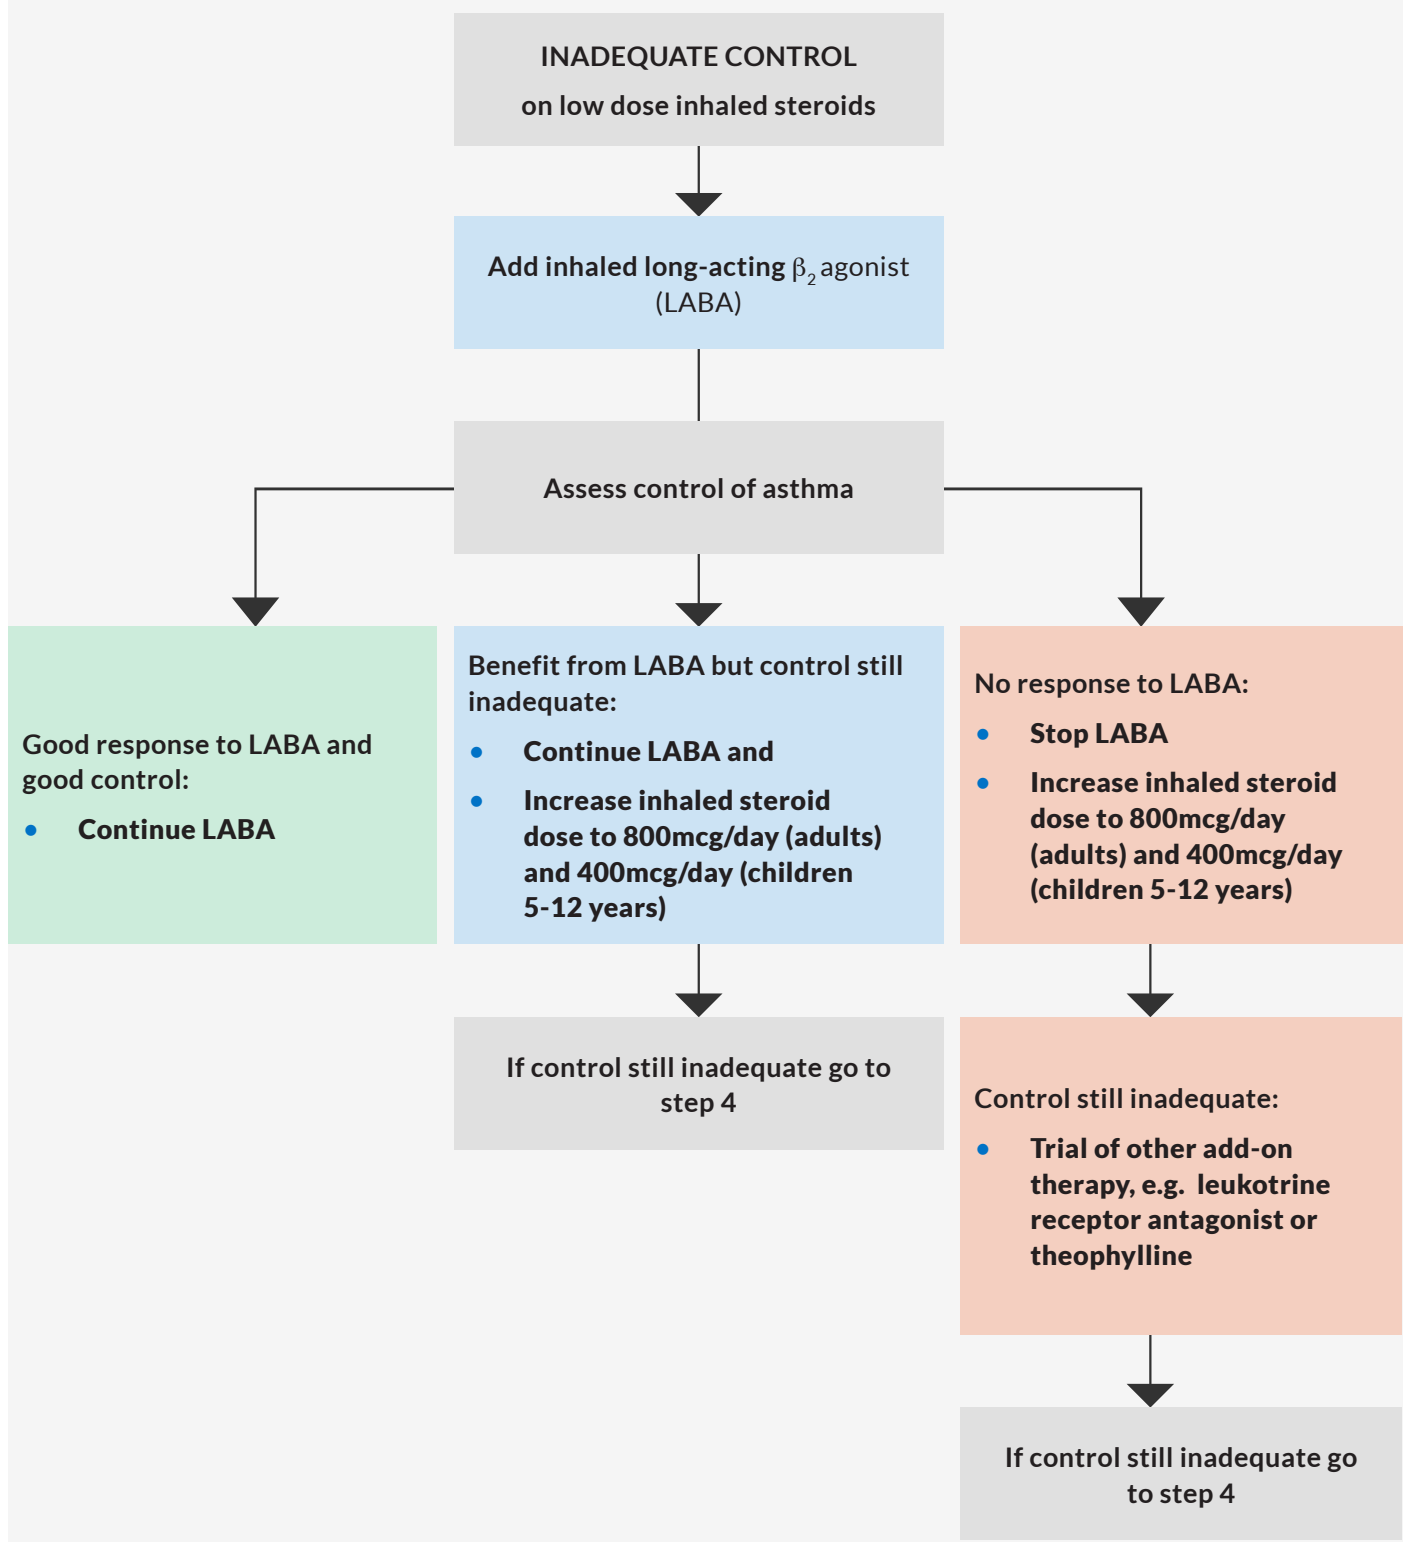 INADEQUATE CONTROL
on low dose inhaled steroids
Add inhaled long-acting β₂ agonist
(LABA)
Assess control of asthma
Good response to LABA and
good control:
• Continue LABA
Benefit from LABA but control still
inadequate:
• Continue LABA and
• Increase inhaled steroid
dose to 800mcg/day (adults)
and 400mcg/day (children
5-12 years)
No response to LABA:
• Stop LABA
• Increase inhaled steroid
dose to 800mcg/day
(adults) and 400mcg/day
(children 5-12 years)
If control still inadequate go to
step 4
Control still inadequate:
• Trial of other add-on
therapy, e.g. leukotrine
receptor antagonist or
theophylline
If control still inadequate go
to step 4